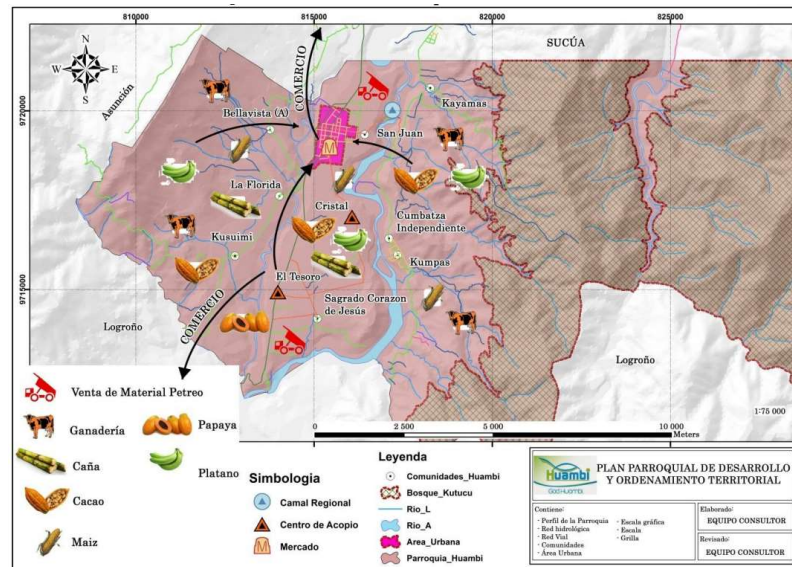 810000
815000
820000
825000
SUCÚA
N
W
E
S
Asunción
COMERCIO
9720000
Bellavista (A)
Kayamas
San Juan
M
La Florida
Cristal
Cumbatza
Independiente
Kusuimi
Kumpas
El Tesoro
9715000
Sagrado Corazon
de Jesús
COMERCIO
Logroño
Logroño
1:75 000
0
2 500
5 000
10 000
Meters
Venta de Material Petreo
Ganadería
Papaya
Caña
Platano
Cacao
Maiz
Simbologia
Camal Regional
Centro de Acopio
M
Mercado
Leyenda
Comunidades_Huambi
Bosque_Kutucu
Rio_L
Rio_A
Area_Urbana
Parroquia_Huambi
Huambi
Gad Huambi
PLAN PARROQUIAL DE DESARROLLO
Y ORDENAMIENTO TERRITORIAL
Contiene:
- Perfil de la Parroquia
- Red hidrológica
- Red Vial
- Comunidades
- Área Urbana
- Escala gráfica
- Escala
- Grilla
Elaborado:
EQUIPO CONSULTOR
Revisado:
EQUIPO CONSULTOR